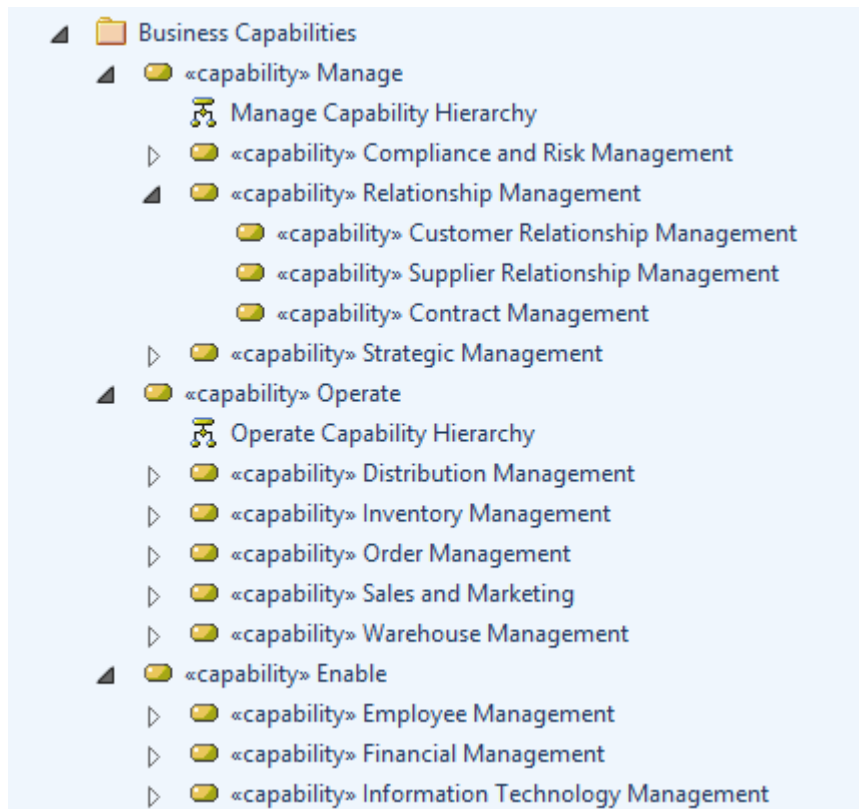 Business Capabilities
«capability» Manage
Manage Capability Hierarchy
«capability» Compliance and Risk Management
«capability» Relationship Management
«capability» Customer Relationship Management
«capability» Supplier Relationship Management
«capability» Contract Management
«capability» Strategic Management
«capability» Operate
Operate Capability Hierarchy
«capability» Distribution Management
«capability» Inventory Management
«capability» Order Management
«capability» Sales and Marketing
«capability» Warehouse Management
«capability» Enable
«capability» Employee Management
«capability» Financial Management
«capability» Information Technology Management